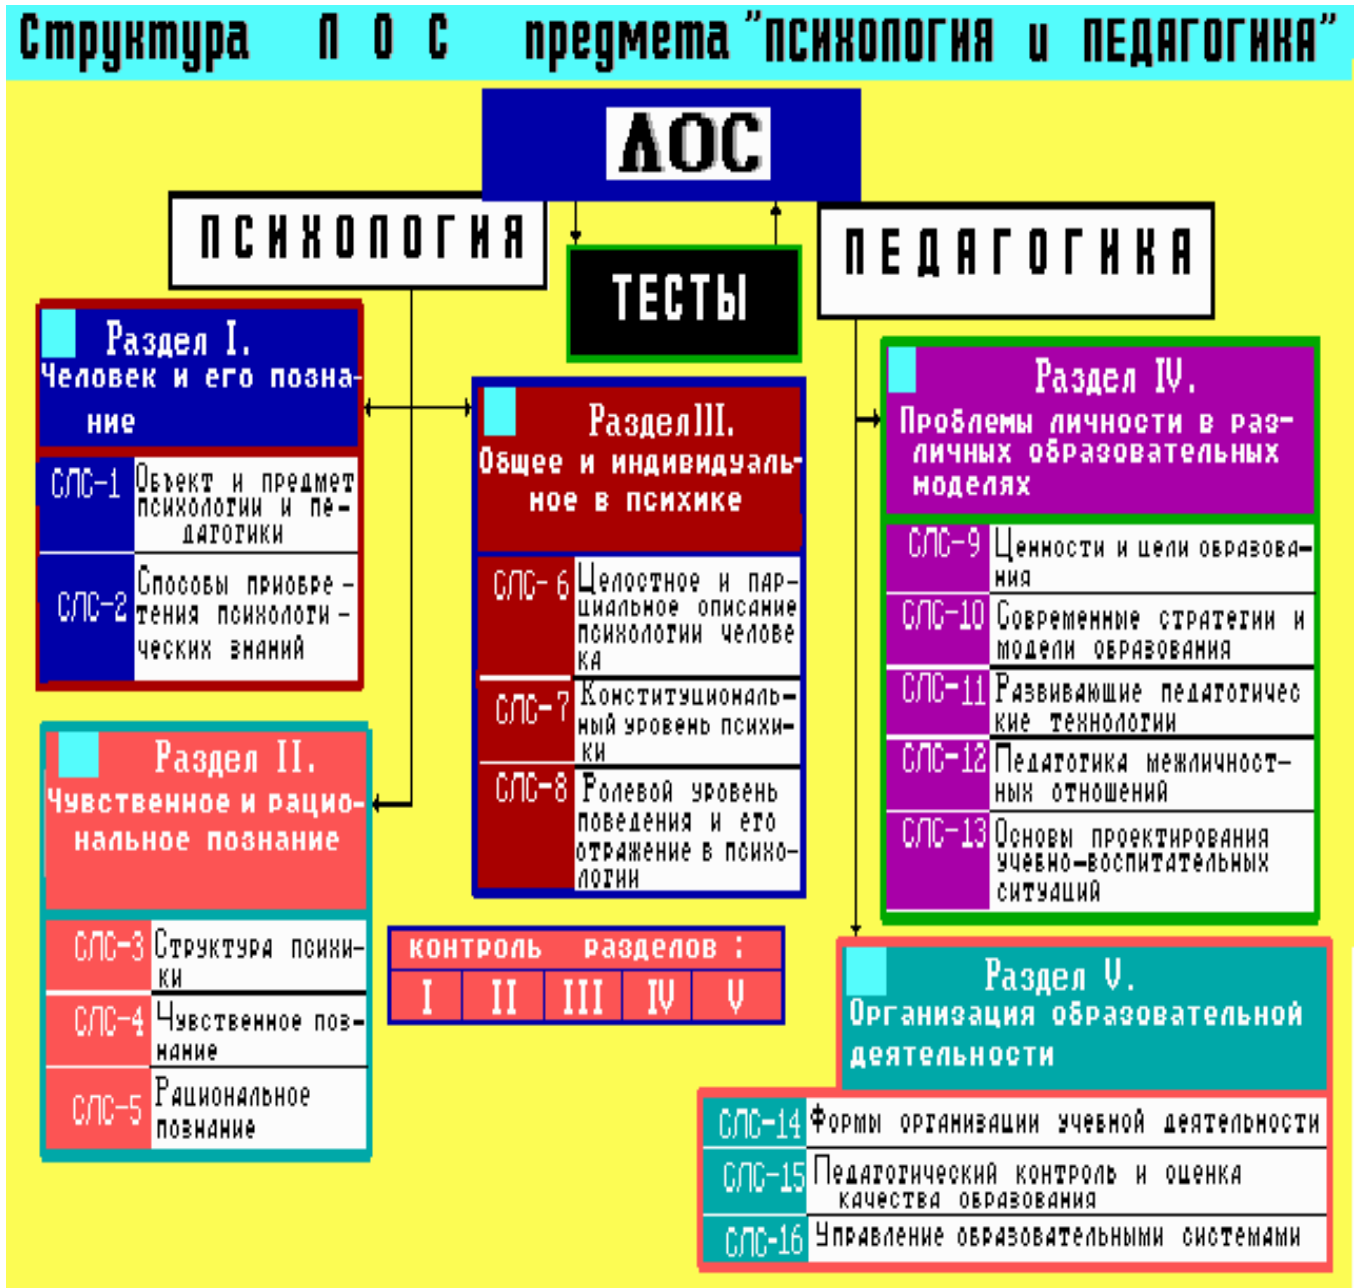 Структура ЛОС предмета "ПСИХОЛОГИЯ и ПЕДАГОГИКА"
ЛОС
ПСИХОЛОГИЯ
ТЕСТЫ
ПЕДАГОГИКА
Раздел I.
Человек и его позна-
ние
СЛС-1 Объект и предмет
психологии и пе-
дагогики
СЛС-2 Способы приобре-
тения психологи-
ческих знаний
Раздел II.
Чувственное и рацио-
нальное познание
СЛС-3 Структура психи-
ки
СЛС-4 Чувственное поз-
нание
СЛС-5 Рациональное
познание
Раздел III.
Общее и индивидуаль-
ное в психике
СЛС-6 Целостное и пар-
циальное описание
психологии челове
ка
СЛС-7 Конституциональ-
ный уровень психи-
ки
СЛС-8 Ролевой уровень
поведения и его
отражение в психо-
логии
контроль разделов :
I II III IV V
Раздел IV.
Проблемы личности в раз-
личных образовательных
моделях
СЛС-9 Ценности и цели образова-
ния
СЛС-10 Современные стратегии и
модели образования
СЛС-11 Развивающие педагогичес
кие технологии
СЛС-12 Педагогика межличност-
ных отношений
СЛС-13 Основы проектирования
учебно-воспитательных
ситуаций
Раздел V.
Организация образовательной
деятельности
СЛС-14 Формы организации учебной деятельности
СЛС-15 Педагогический контроль и оценка
качества образования
СЛС-16 Управление образовательными системами